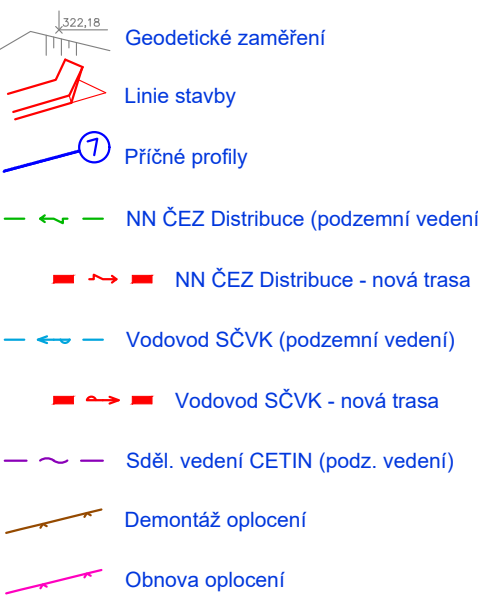 322,18
Geodetické zaměření
Linie stavby
7
Příčné profily
NN ČEZ Distribuce (podzemní vedení
NN ČEZ Distribuce - nová trasa
Vodovod SČVK (podzemní vedení)
Vodovod SČVK - nová trasa
Sděl. vedení CETIN (podz. vedení)
Demontáž oplocení
Obnova oplocení